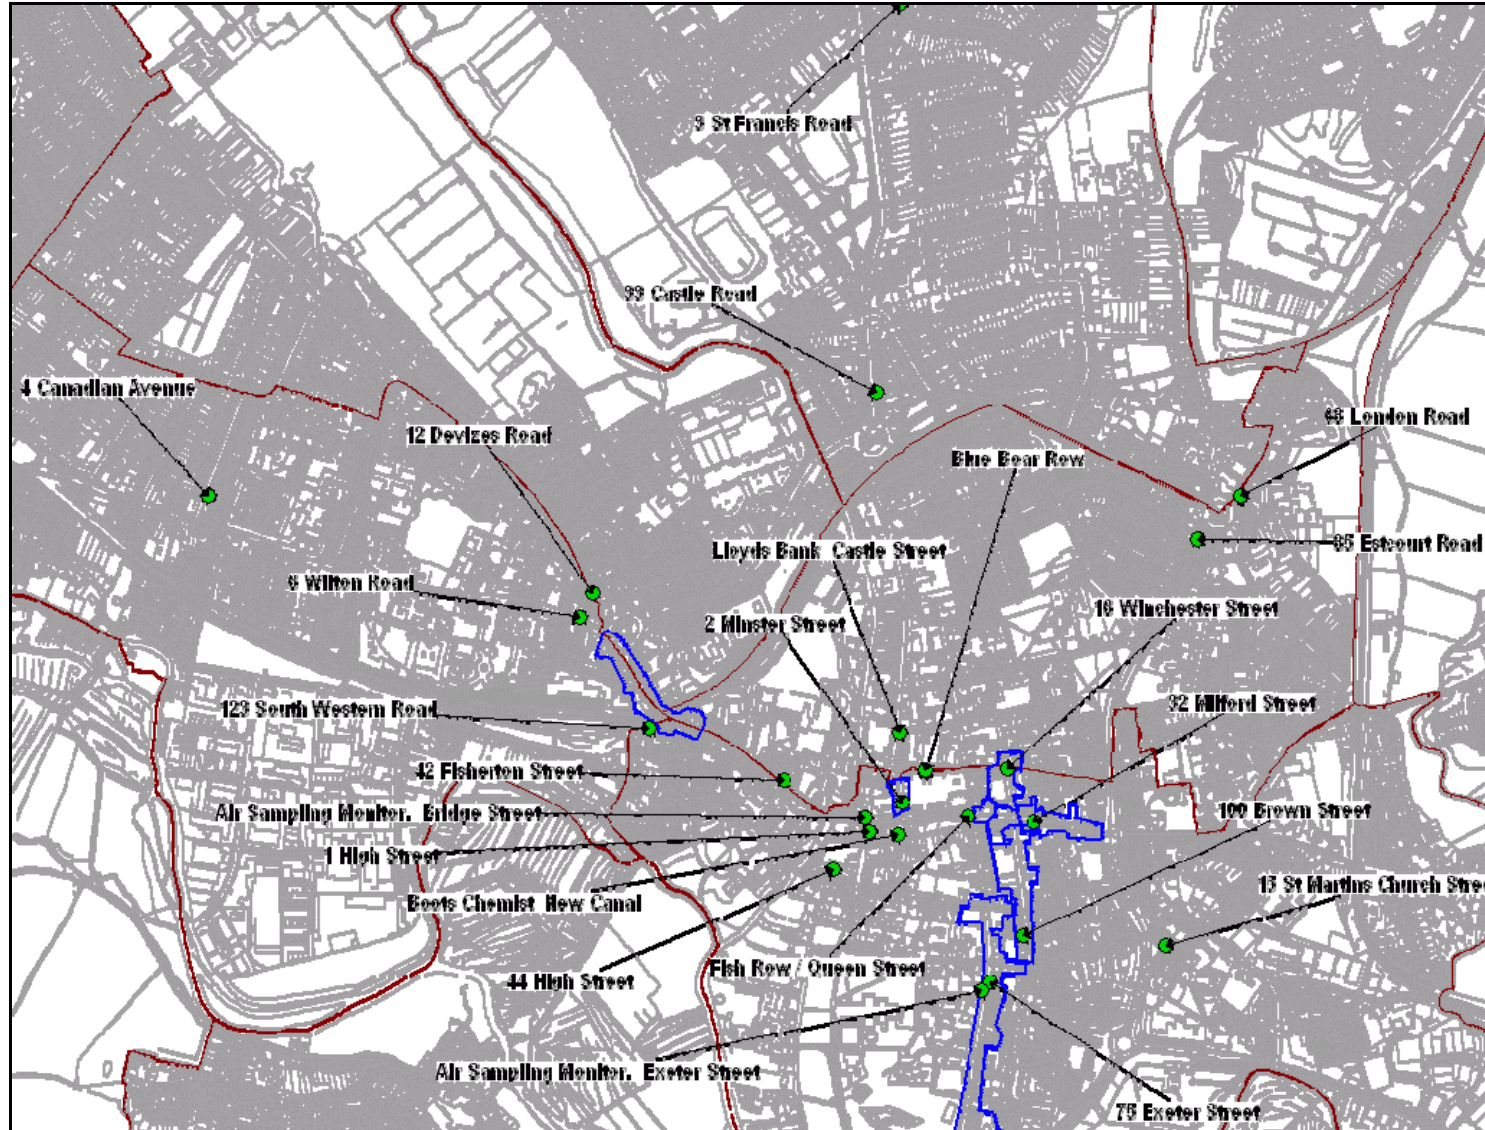 3 St Francis Road
99 Castle Road
4 Canadian Avenue
48 London Road
12 Devizes Road
Blue Boar Row
Lloyds Bank Castle Street
85 Estcourt Road
6 Wilton Road
16 Winchester Street
2 Minster Street
32 Milford Street
123 South Western Road
42 Fisherton Street
Air Sampling Monitor. Bridge Street
100 Brown Street
1 High Street
15 St Martins Church Stre
Boots Chemist New Canal
Fish Row / Queen Street
44 High Street
Air Sampling Monitor. Exeter Street
75 Exeter Street